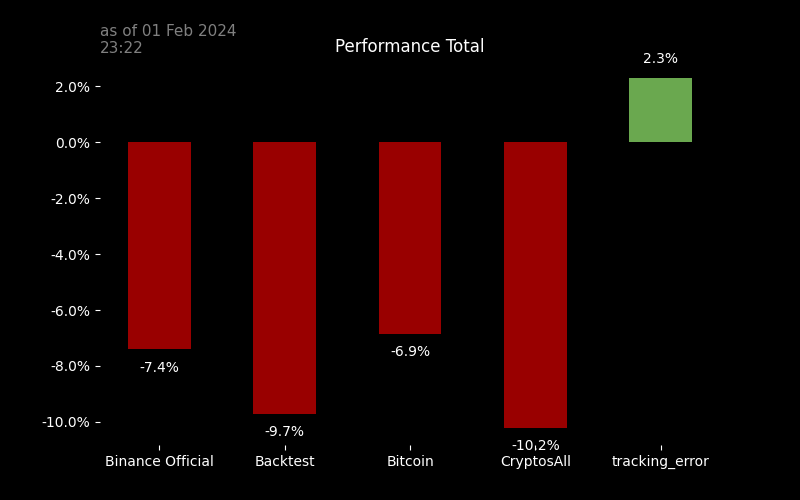 as of 01 Feb 2024
23:22
Performance Total
2.3%
2.0%
0.0%
-2.0%
-4.0%
-6.0%
-8.0%
-10.0%
-7.4%
-9.7%
-6.9%
-10.2%
Binance Official
Backtest
Bitcoin
CryptosAll
tracking_error